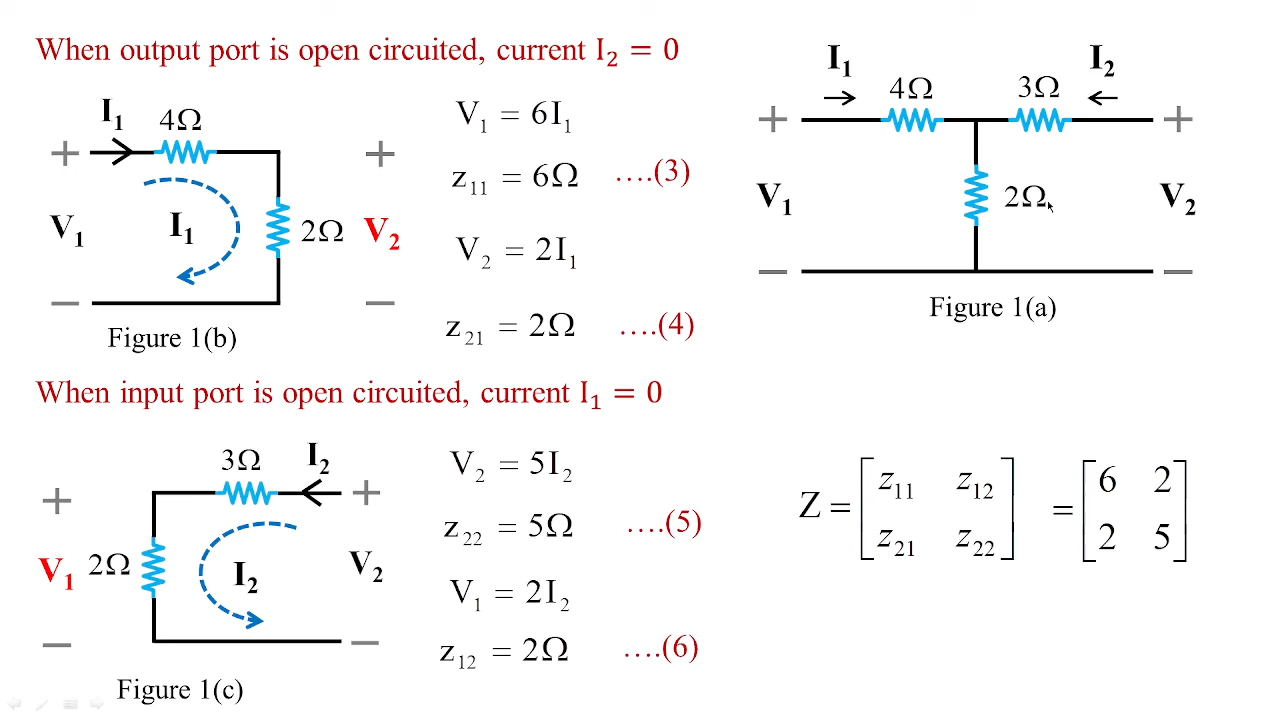 When output port is open circuited, current I₂ = 0
I₁
4Ω
+
V₁
I₁
2Ω
+
V₂
−
−
Figure 1(b)
V₁ = 6I₁
z₁₁ = 6Ω ....(3)
V₂ = 2I₁
z₂₁ = 2Ω ....(4)
I₁
4Ω
3Ω
I₂
+
+
V₁
2Ω
V₂
−
−
Figure 1(a)
When input port is open circuited, current I₁ = 0
3Ω
I₂
+
+
V₁
2Ω
I₂
V₂
−
−
Figure 1(c)
V₂ = 5I₂
z₂₂ = 5Ω ....(5)
V₁ = 2I₂
z₁₂ = 2Ω ....(6)
Z = [z₁₁ z₁₂ = [6 2
z₂₁ z₂₂] 2 5]